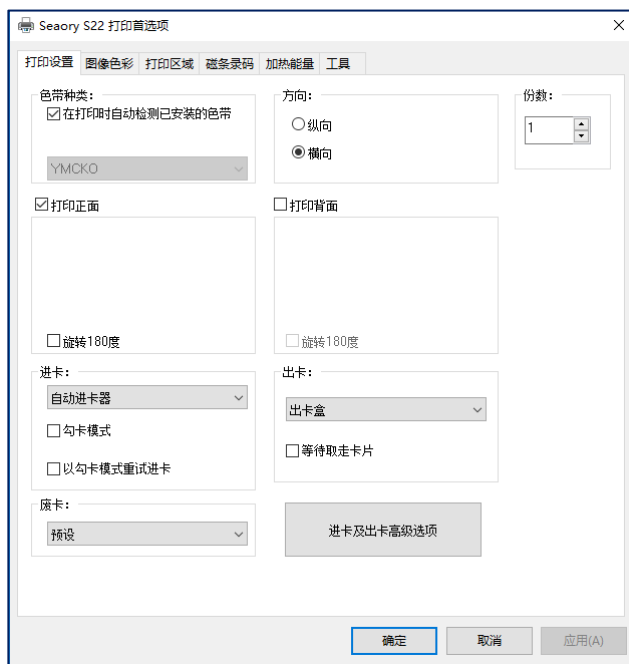 Seaory S22 打印首选项
打印设置 图像色彩 打印区域 磁条录码 加热能量 工具
色带种类: 方向: 份数:
在打印时自动检测已安装的色带
纵向
1
横向
YMCKO
打印正面 打印背面
旋转180度 旋转180度
进卡: 出卡:
自动进卡器
出卡盒
勾卡模式
等待取走卡片
以勾卡模式重试进卡
废卡:
预设
进卡及出卡高级选项
确定 取消 应用(A)